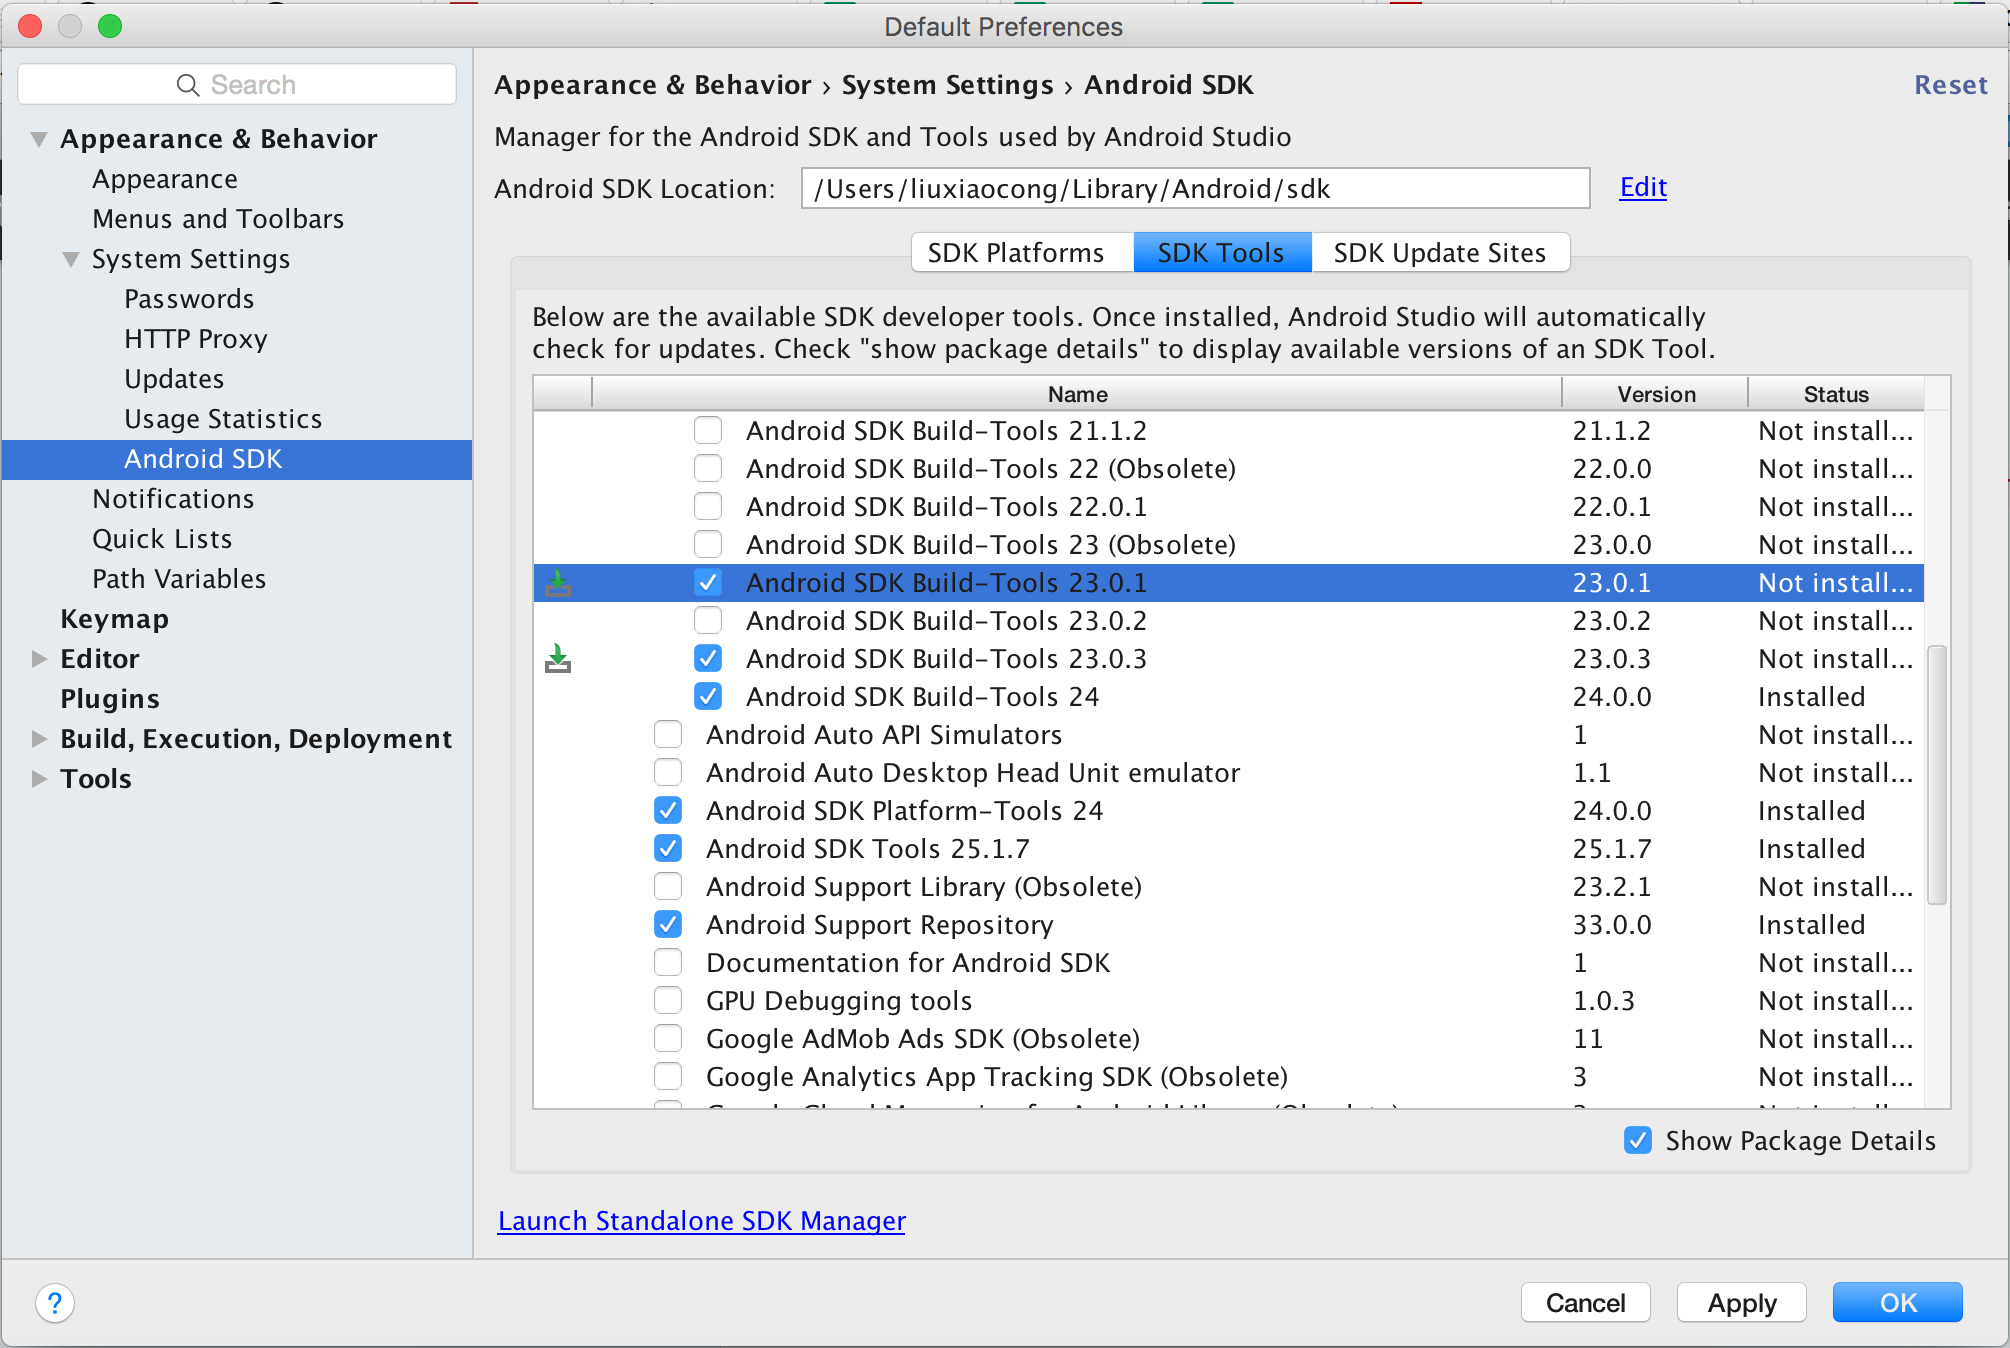 Default Preferences
Search
Appearance & Behavior
Appearance
Menus and Toolbars
System Settings
Passwords
HTTP Proxy
Updates
Usage Statistics
Android SDK
Notifications
Quick Lists
Path Variables
Keymap
Editor
Plugins
Build, Execution, Deployment
Tools
Appearance & Behavior › System Settings › Android SDK
Reset
Manager for the Android SDK and Tools used by Android Studio
Android SDK Location: /Users/liuxiaocong/Library/Android/sdk Edit
SDK Platforms SDK Tools SDK Update Sites
Below are the available SDK developer tools. Once installed, Android Studio will automatically
check for updates. Check "show package details" to display available versions of an SDK Tool.
Name Version Status
Android SDK Build-Tools 21.1.2 21.1.2 Not install...
Android SDK Build-Tools 22 (Obsolete) 22.0.0 Not install...
Android SDK Build-Tools 22.0.1 22.0.1 Not install...
Android SDK Build-Tools 23 (Obsolete) 23.0.0 Not install...
Android SDK Build-Tools 23.0.1 23.0.1 Not install...
Android SDK Build-Tools 23.0.2 23.0.2 Not install...
Android SDK Build-Tools 23.0.3 23.0.3 Not install...
Android SDK Build-Tools 24 24.0.0 Installed
Android Auto API Simulators 1 Not install...
Android Auto Desktop Head Unit emulator 1.1 Not install...
Android SDK Platform-Tools 24 24.0.0 Installed
Android SDK Tools 25.1.7 25.1.7 Installed
Android Support Library (Obsolete) 23.2.1 Not install...
Android Support Repository 33.0.0 Installed
Documentation for Android SDK 1 Not install...
GPU Debugging tools 1.0.3 Not install...
Google AdMob Ads SDK (Obsolete) 11 Not install...
Google Analytics App Tracking SDK (Obsolete) 3 Not install...
Show Package Details
Launch Standalone SDK Manager
?
Cancel Apply OK